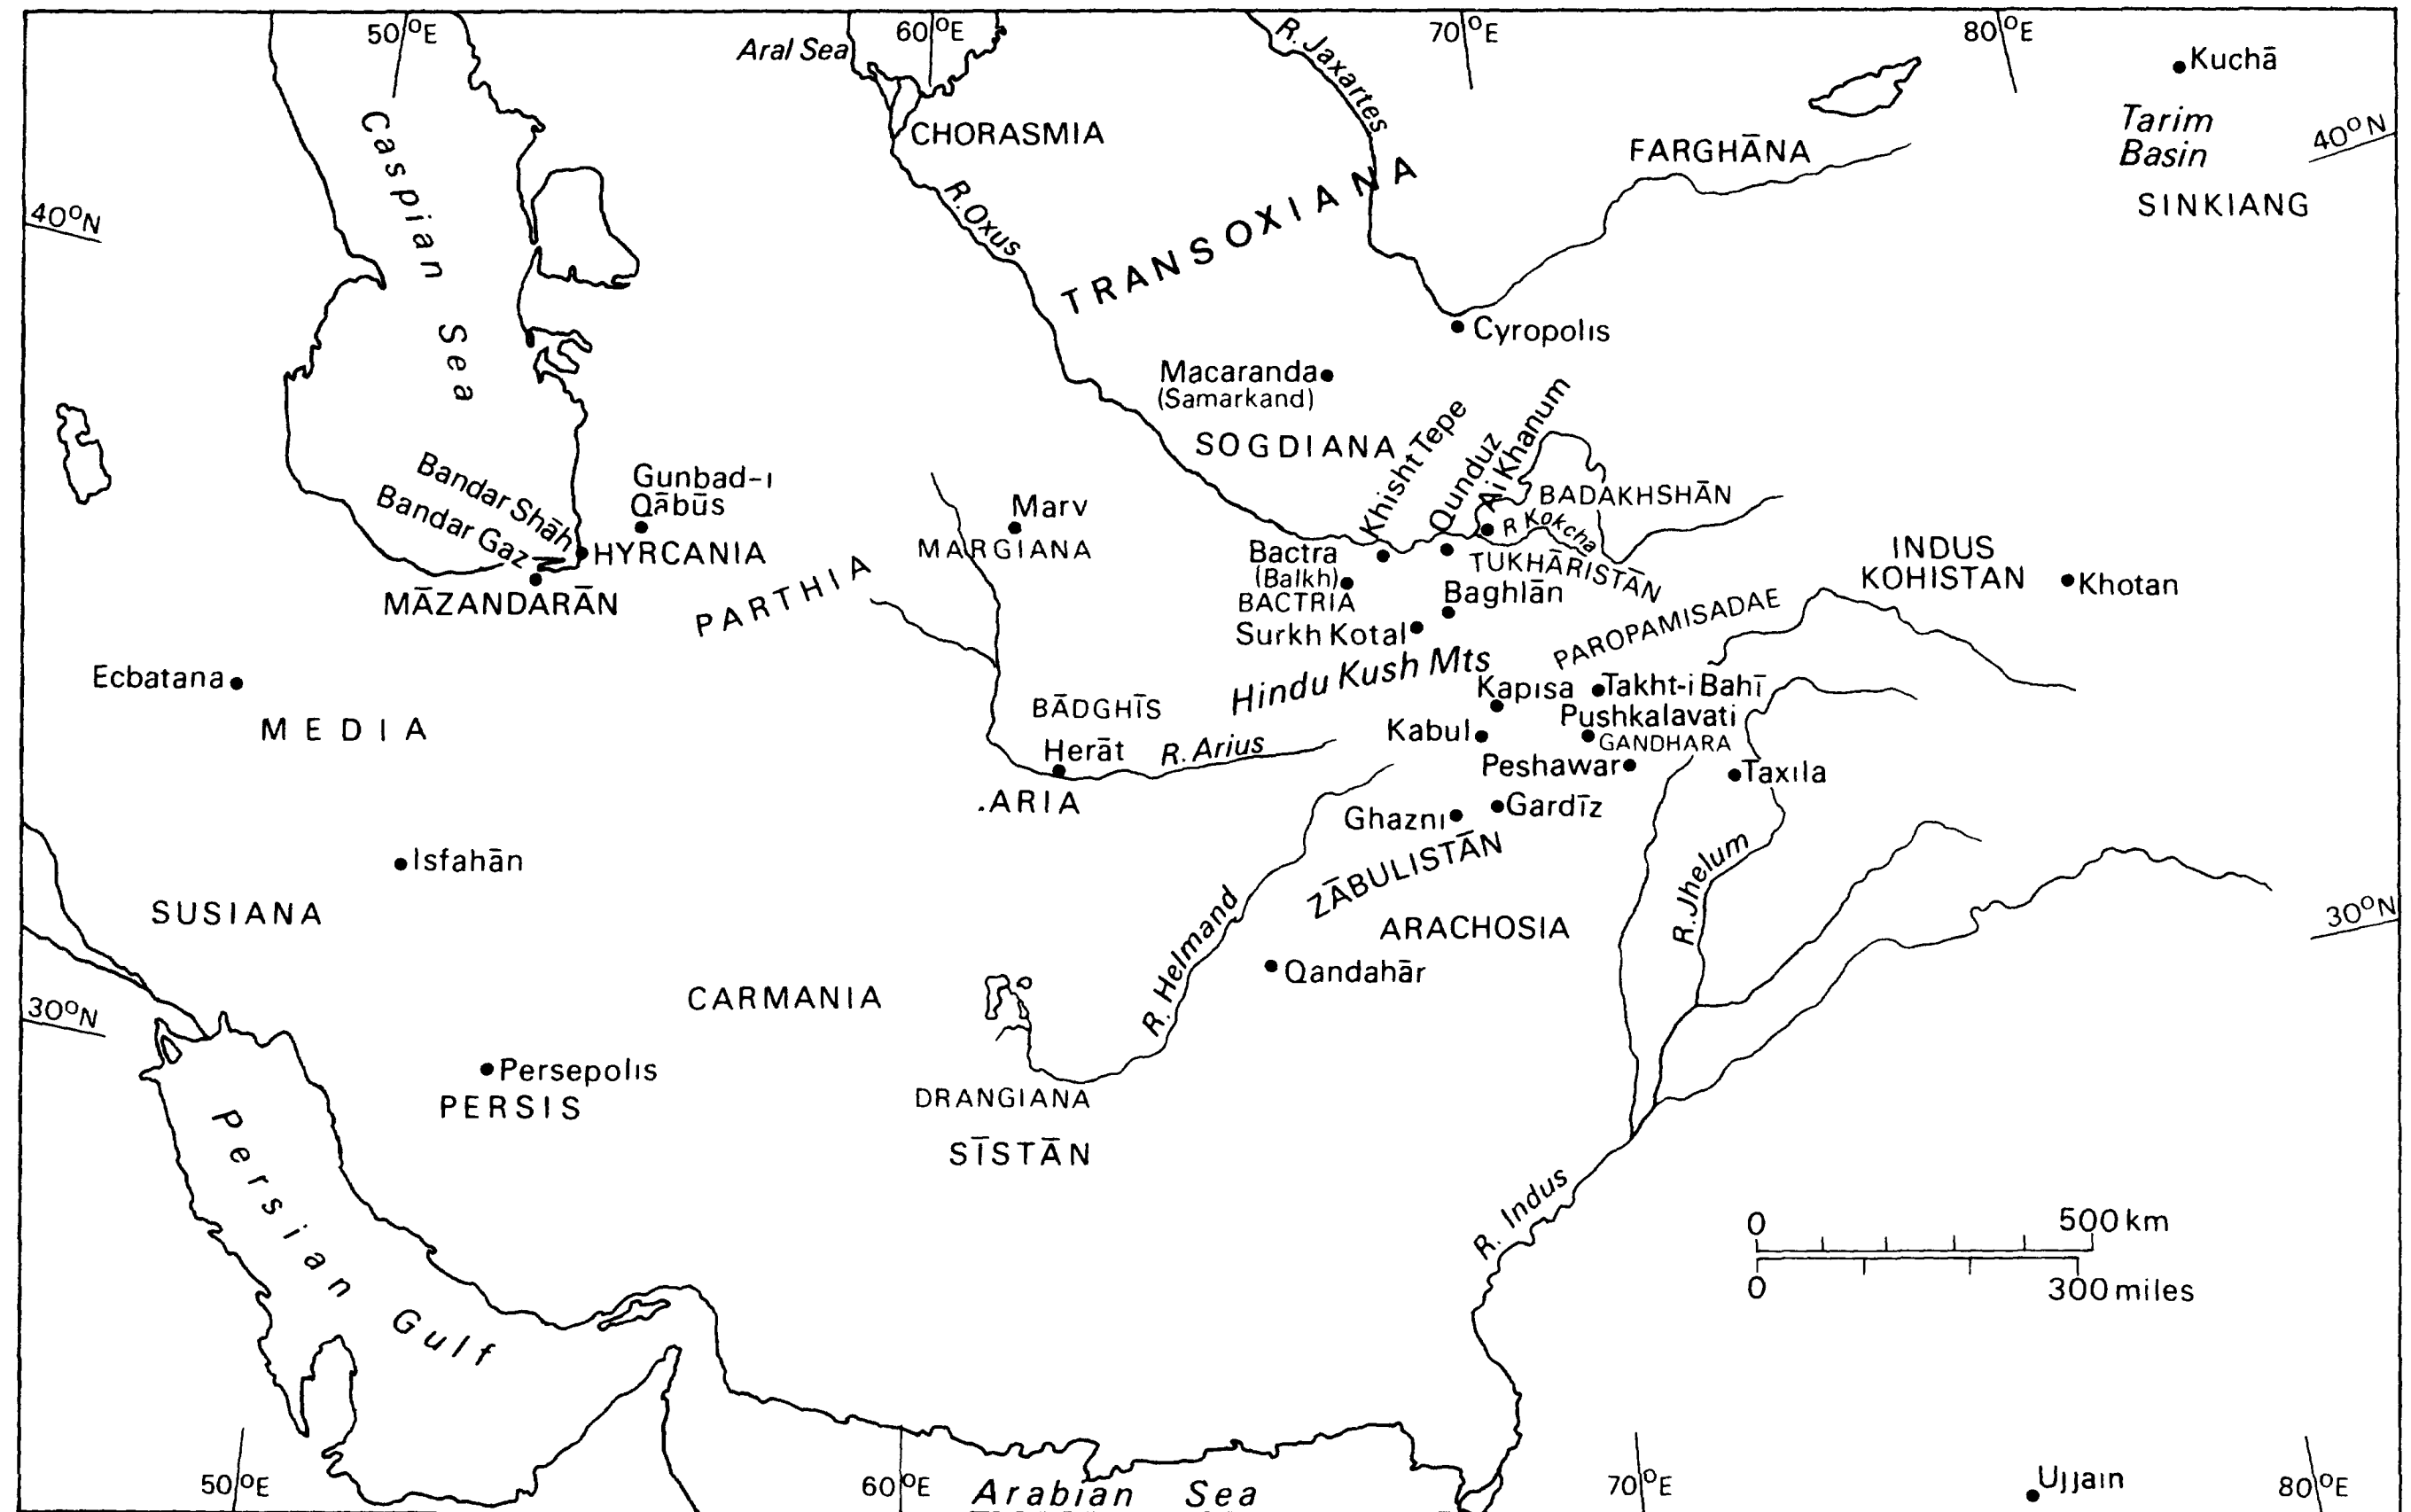 50°E
Aral Sea
60°E
R. Jaxartes
70°E
80°E
Kuchā
Tarim
Basin
40°N
SINKIANG
Caspian Sea
CHORASMIA
FARGHĀNA
R.Oxus
TRANSOXIANA
40°N
Cyropolis
Macaranda
(Samarkand)
SOGDIANA
Khisht Tepe
Qunduz
Ai Khanum
BADAKHSHĀN
R Kokcha
TUKHĀRISTĀN
Bandar Shāh
Bandar Gaz
Gunbad-i
Qābūs
HYRCANIA
MĀZANDARĀN
PARTHIA
Marv
MARGIANA
Bactra
(Balkh)
BACTRIA
Baghlān
Surkh Kotal
INDUS
KOHISTAN
Khotan
PAROPAMISADAE
Hindu Kush Mts
Ecbatana
MEDIA
BĀDGHĪS
Herāt
R. Arius
.ARIA
Kapisa
Takht-i Bahī
Pushkalavati
Kabul
GANDHARA
Peshawar
Taxila
Ghazni
Gardīz
ZĀBULISTĀN
ARACHOSIA
R.Jhelum
30°N
Isfahān
SUSIANA
R. Helmand
Qandahār
CARMANIA
30°N
Persepolis
PERSIS
DRANGIANA
SĪSTĀN
Persian Gulf
R. Indus
0 500 km
0 300 miles
50°E
60°E
Arabian Sea
70°E
Ujjain
80°E